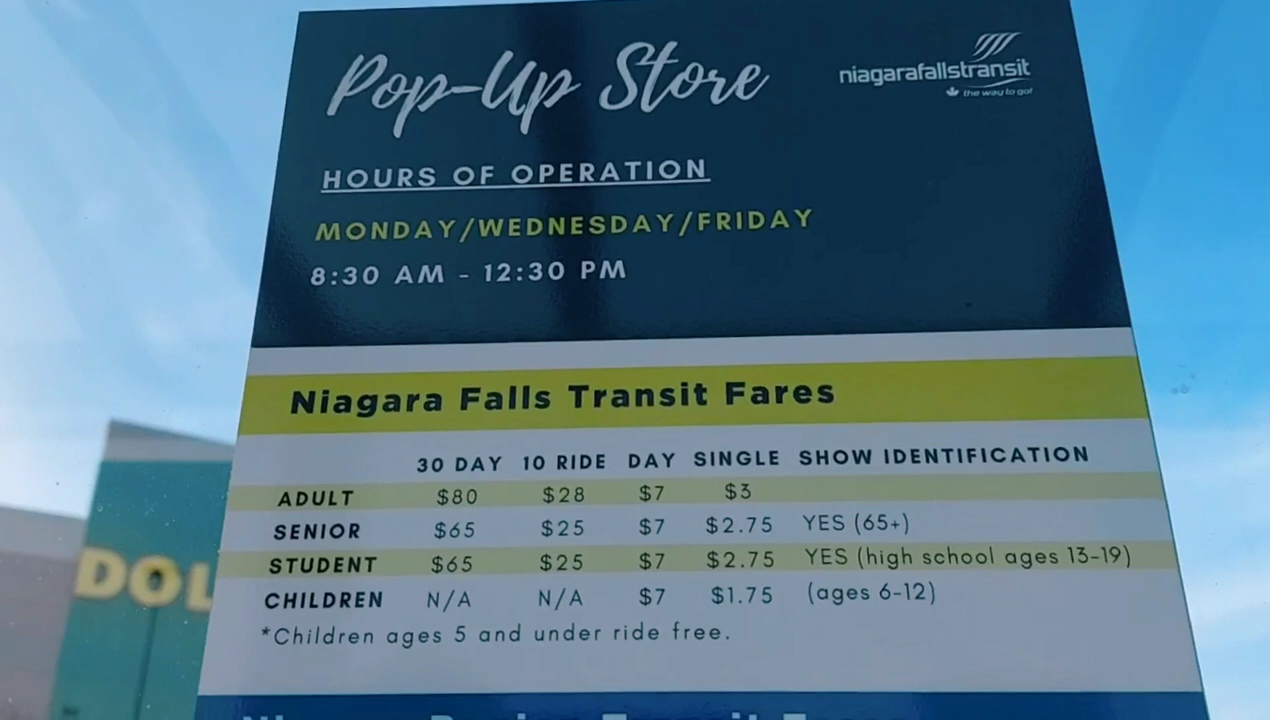 Pop-Up Store
niagarafallstransit
the way to go!
HOURS OF OPERATION
MONDAY/WEDNESDAY/FRIDAY
8:30 AM - 12:30 PM
Niagara Falls Transit Fares
30 DAY 10 RIDE DAY SINGLE SHOW IDENTIFICATION
ADULT $80 $28 $7 $3
SENIOR $65 $25 $7 $2.75 YES (65+)
STUDENT $65 $25 $7 $2.75 YES (high school ages 13-19)
CHILDREN N/A N/A $7 $1.75 (ages 6-12)
*Children ages 5 and under ride free.
DOL